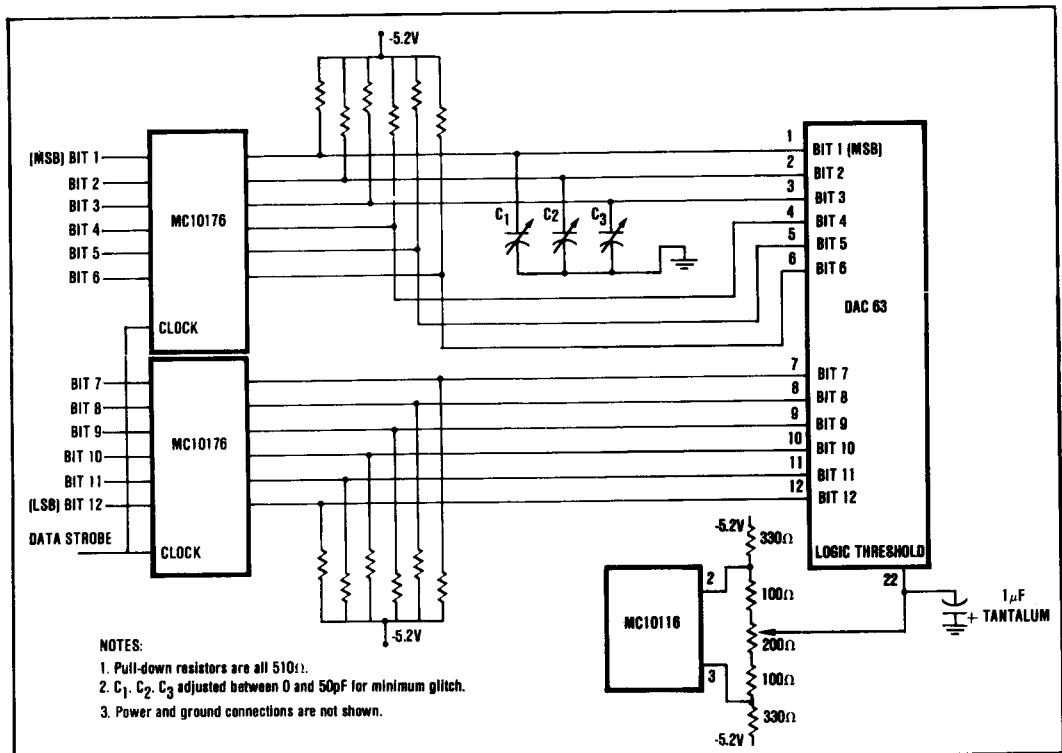 -5.2V
(MSB) BIT 1
BIT 2
BIT 3
BIT 4
BIT 5
BIT 6
MC10176
CLOCK
BIT 7
BIT 8
BIT 9
BIT 10
BIT 11
(LSB) BIT 12
DATA STROBE
MC10176
CLOCK
-5.2V
C1
C2
C3
1
2
3
4
5
6
7
8
9
10
11
12
BIT 1 (MSB)
BIT 2
BIT 3
BIT 4
BIT 5
BIT 6
DAC 63
BIT 7
BIT 8
BIT 9
BIT 10
BIT 11
BIT 12
LOGIC THRESHOLD
22
1μF
+ TANTALUM
-5.2V
330Ω
2
100Ω
MC10116
200Ω
3
100Ω
330Ω
-5.2V
NOTES:
1. Pull-down resistors are all 510Ω.
2. C1. C2. C3 adjusted between 0 and 50pF for minimum glitch.
3. Power and ground connections are not shown.